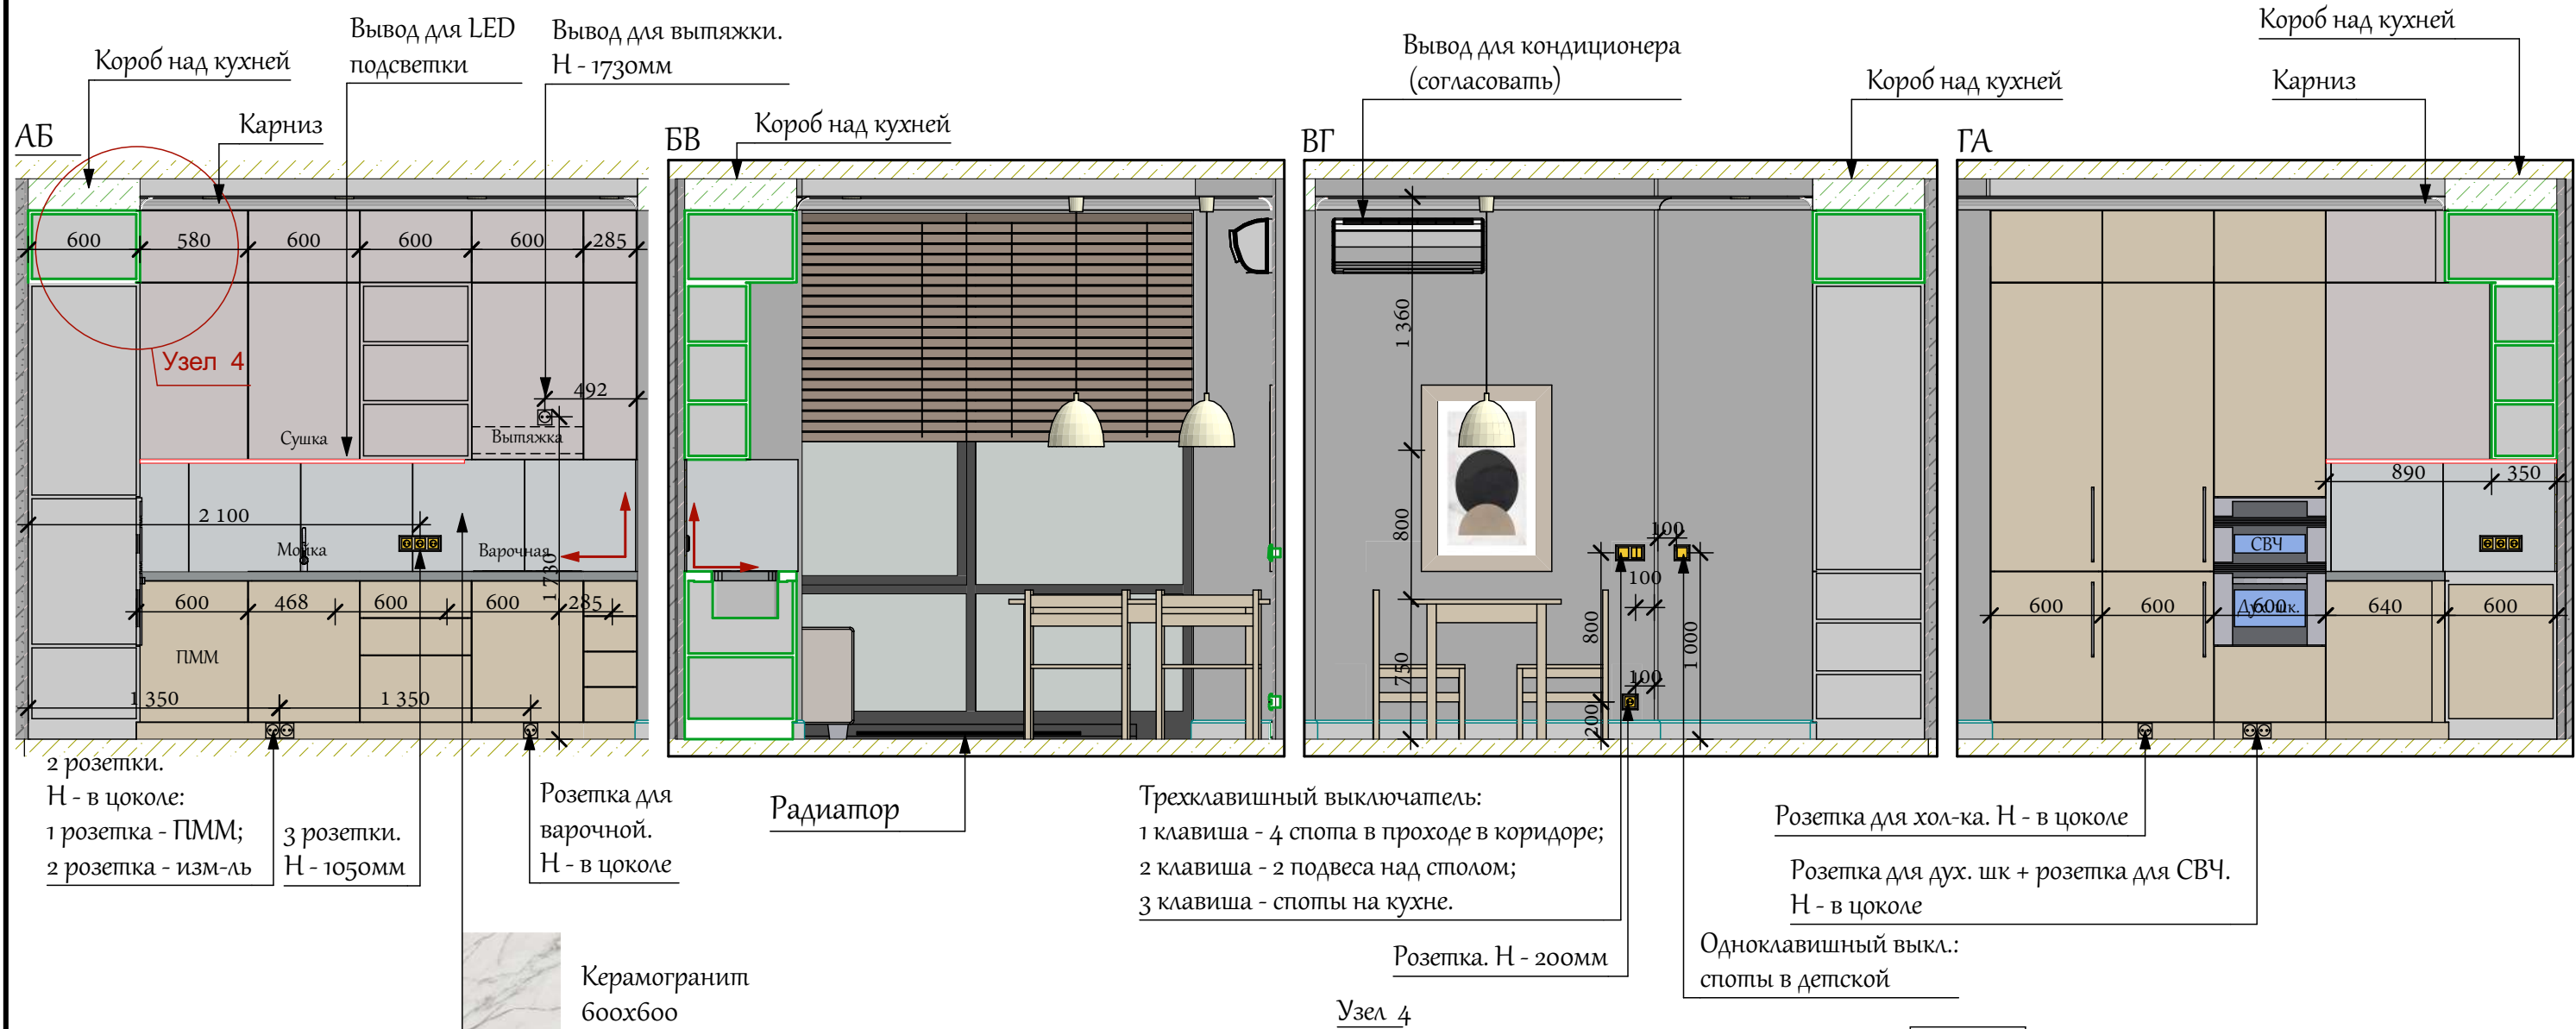 Короб над кухней
Карниз
Вывод для LED
подсветки
Вывод для вытяжки.
Н - 1730мм
АБ
600
580
600
600
600
285
Узел 4
492
Сушка
Вытяжка
2 100
Мойка
Варочная
1 730
600
468
600
600
285
ПММ
1 350
1 350
2 розетки.
Н - в цоколе:
1 розетка - ПММ;
2 розетка - изм-ль
3 розетки.
Н - 1050мм
Розетка для
варочной.
Н - в цоколе
Керамогранит
600х600
БВ
Короб над кухней
Радиатор
ВГ
Вывод для кондиционера
(согласовать)
Короб над кухней
1 360
800
750
100
100
800
1 000
100
200
Трехклавишный выключатель:
1 клавиша - 4 спота в проходе в коридоре;
2 клавиша - 2 подвеса над столом;
3 клавиша - споты на кухне.
Розетка. Н - 200мм
Одноклавишный выкл.:
споты в детской
Узел 4
ГА
Короб над кухней
Карниз
890
350
СВЧ
600
600
Дух. шк.
600
640
600
Розетка для хол-ка. Н - в цоколе
Розетка для дух. шк + розетка для СВЧ.
Н - в цоколе